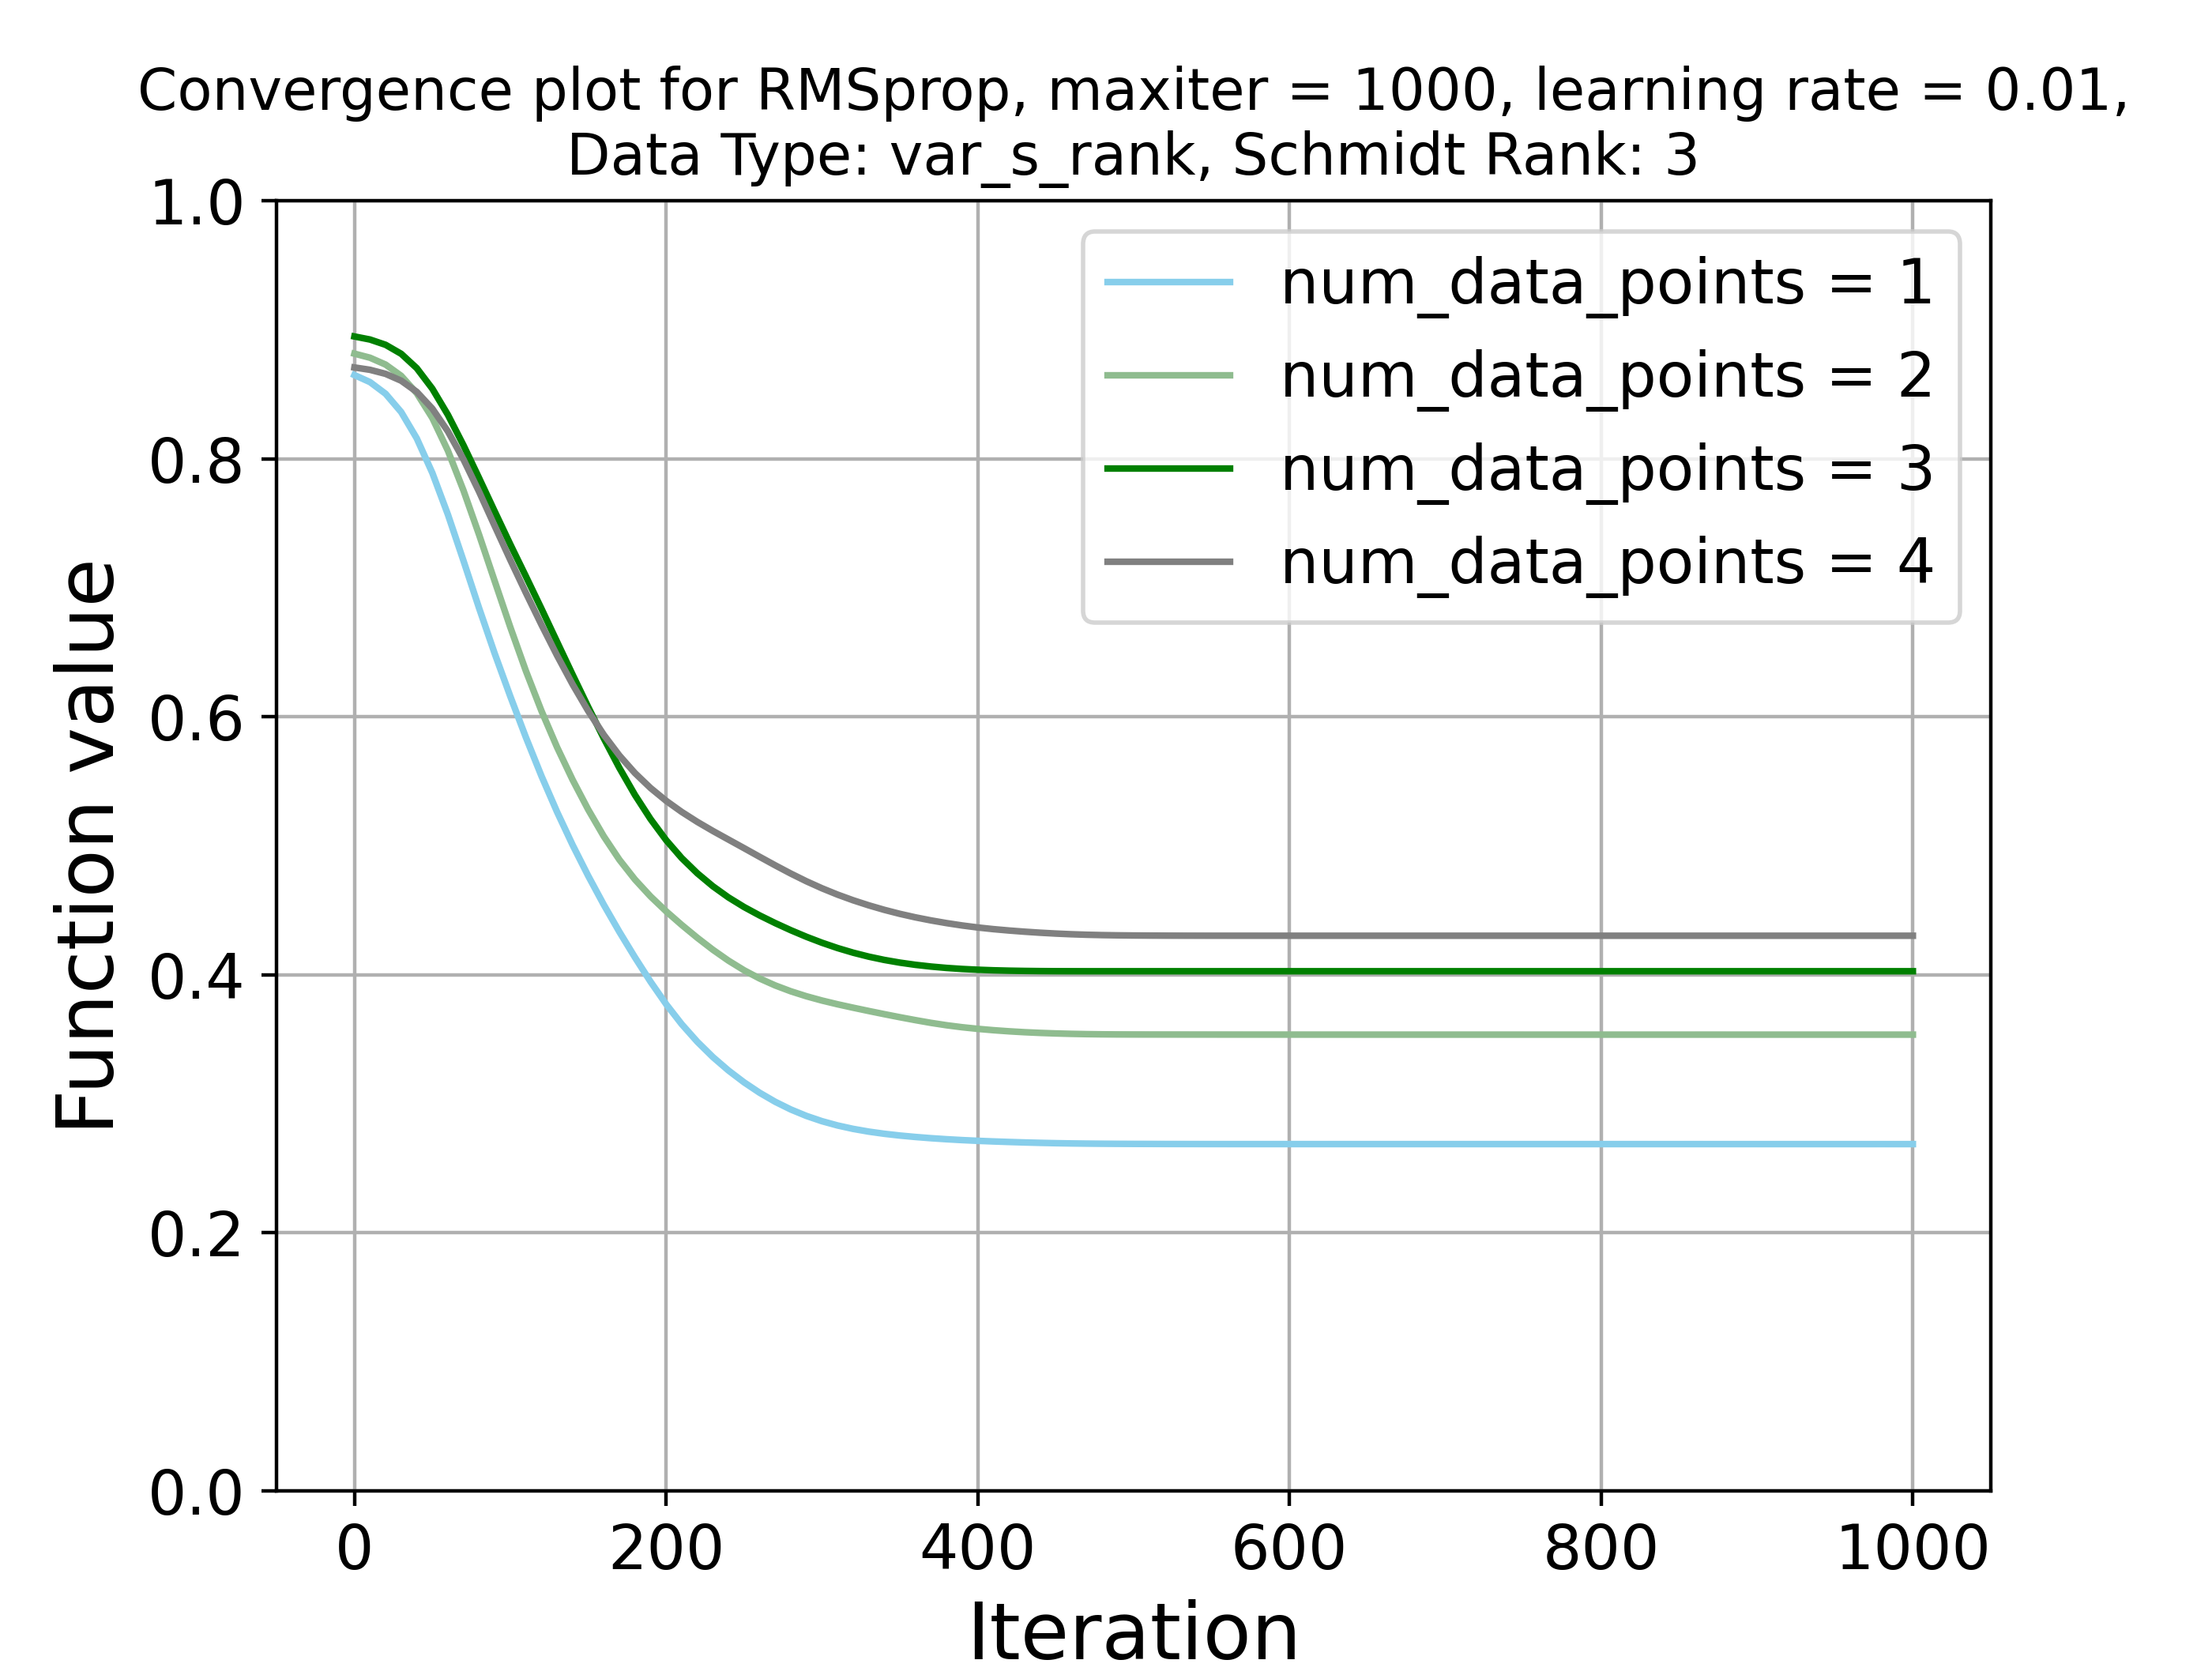 Convergence plot for RMSprop, maxiter = 1000, learning rate = 0.01,
Data Type: var_s_rank, Schmidt Rank: 3
1.0
0.8
0.6
0.4
0.2
0.0
Function value
num_data_points = 1
num_data_points = 2
num_data_points = 3
num_data_points = 4
0 200 400 600 800 1000
Iteration